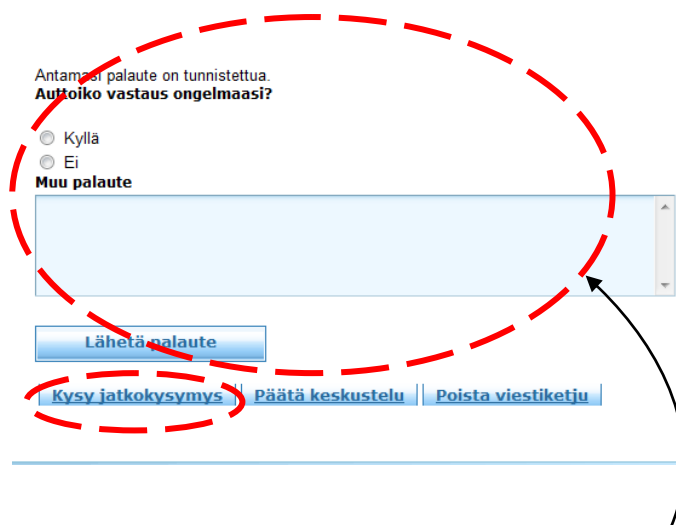 Antamasi palaute on tunnistettua.
Auttoiko vastaus ongelmaasi?
Kyllä
Ei
Muu palaute
Lähetä palaute
Kysy jatkokysymys Päätä keskustelu Poista viestiketju